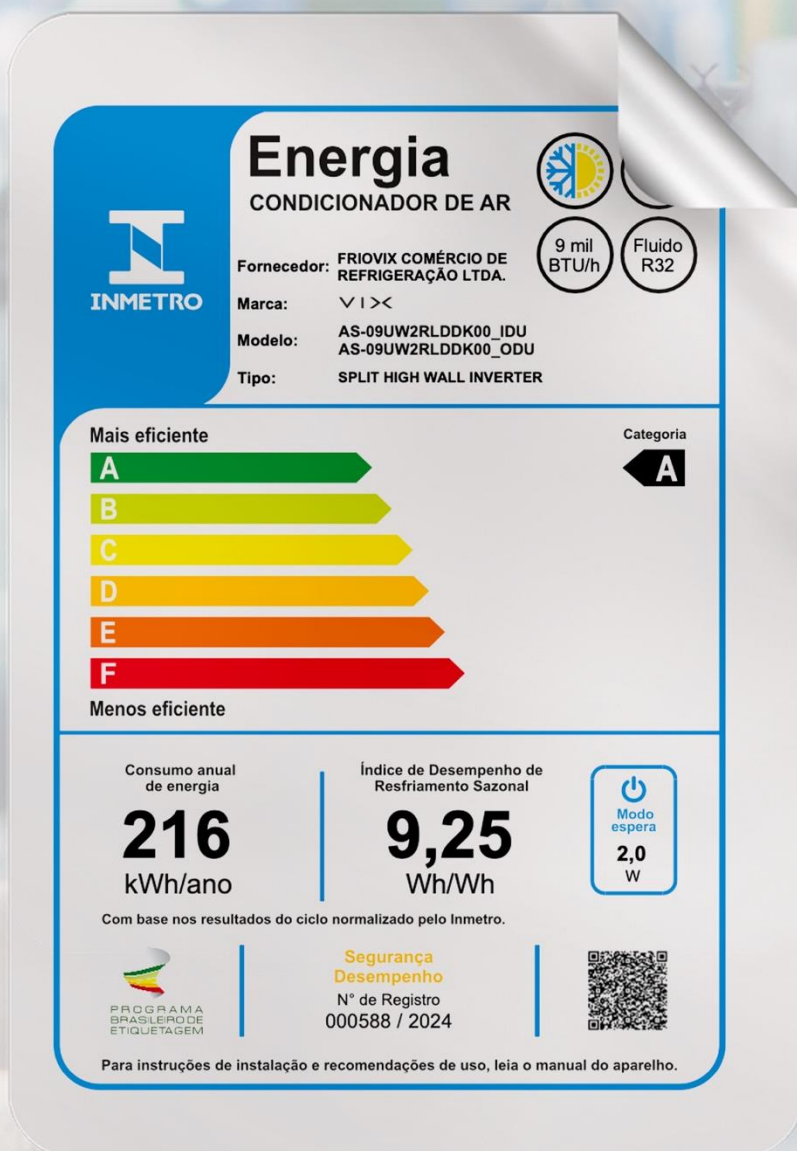 Energia
CONDICIONADOR DE AR
INMETRO
9 mil
BTU/h
Fluido
R32
Fornecedor: FRIOVIX COMÉRCIO DE
REFRIGERAÇÃO LTDA.
Marca: VIX
Modelo: AS-09UW2RLDDK00_IDU
AS-09UW2RLDDK00_ODU
Tipo: SPLIT HIGH WALL INVERTER
Mais eficiente
Categoria
A
A
B
C
D
E
F
Menos eficiente
Consumo anual
de energia
216
kWh/ano
Índice de Desempenho de
Resfriamento Sazonal
9,25
Wh/Wh
Modo
espera
2,0
W
Com base nos resultados do ciclo normalizado pelo Inmetro.
PROGRAMA
BRASILEIRO DE
ETIQUETAGEM
Segurança
Desempenho
N° de Registro
000588 / 2024
Para instruções de instalação e recomendações de uso, leia o manual do aparelho.